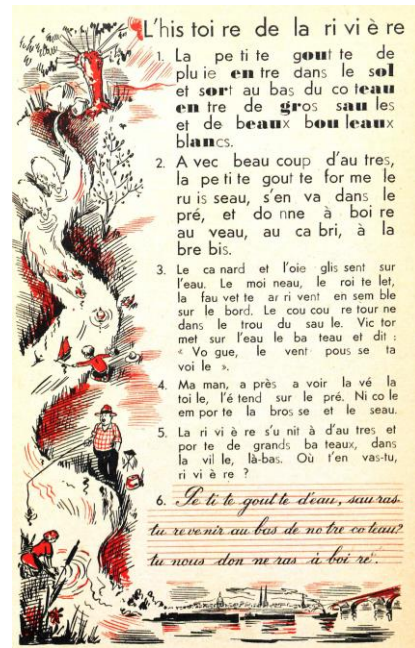 L'his toi re de la ri vi è re
1. La pe ti te gout te de
plu ie en tre dans le sol
et sort au bas du co teau
en tre de gros sau les
et de beaux bou leaux
blancs.
2. A vec beau coup d'au tres,
la pe ti te gout te for me le
ru is seau, s'en va dans le
pré, et do nne à boi re
au veau, au ca bri, à la
bre bis.
3. Le ca nard et l'oie glis sent sur
l'eau. Le moi neau, le roi te let,
la fau vet te ar ri vent en sem ble
sur le bord. Le cou cou re tour ne
dans le trou du sau le. Vic tor
met sur l'eau le ba teau et dit :
« Vo gue, le vent pous se ta
voi le ».
4. Ma man, a près a voir la vé la
toi le, l'é tend sur le pré. Ni co le
em por te la bros se et le seau.
5. La ri vi è re s'u nit à d'au tres et
por te de grands ba teaux, dans
la vil le, là-bas. Où t'en vas-tu,
ri vi è re ?
6. Pe ti te gout te d'eau, sau ras-
tu re ve nir au bas de no tre co teau?
tu nous don ne ras à boi re.